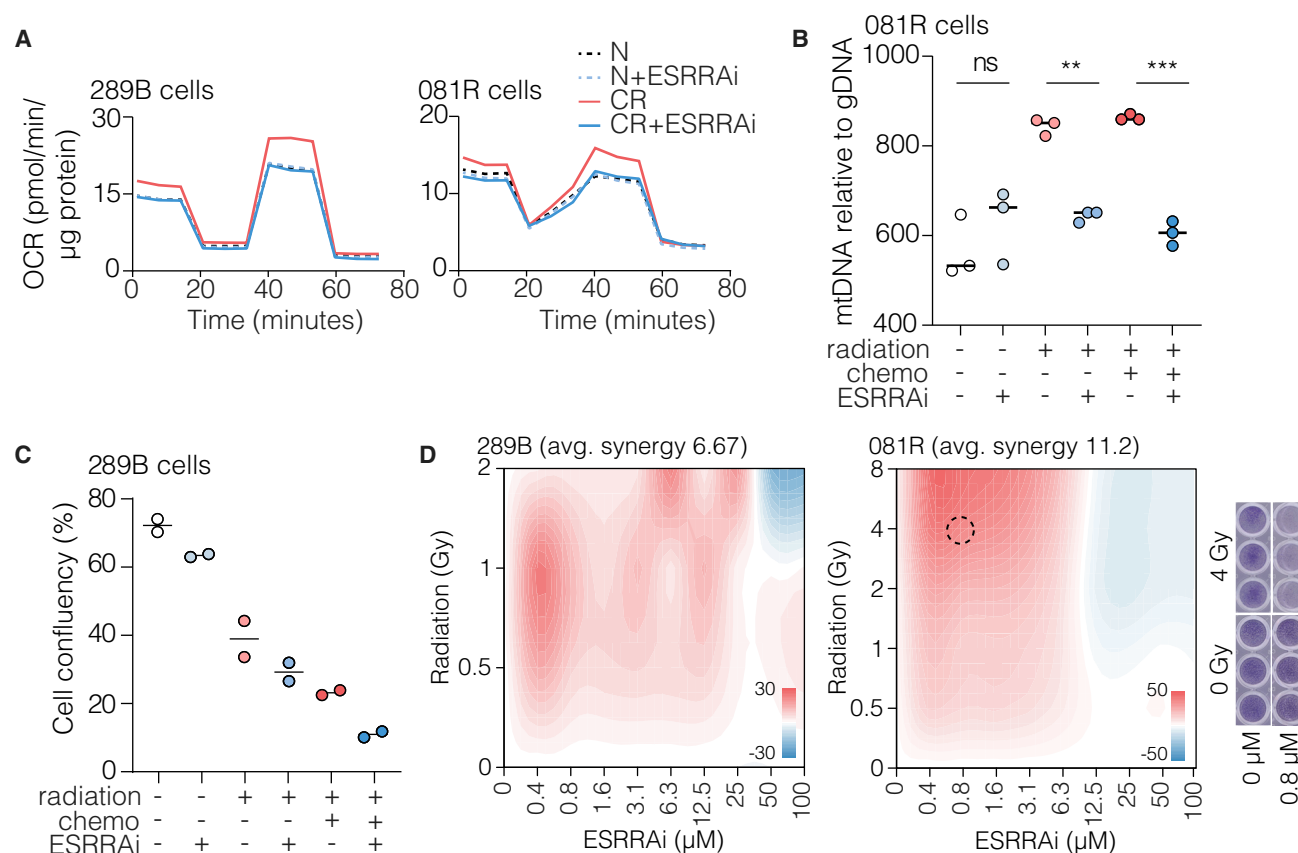 A
289B cells
081R cells
N
N+ESRRAi
CR
CR+ESRRAi
OCR (pmol/min/
µg protein)
30
15
0
0 20 40 60 80
Time (minutes)
20
10
0
0 20 40 60 80
Time (minutes)
B
081R cells
mtDNA relative to gDNA
1000
800
600
400
ns ** ***
radiation - - + + + +
chemo - - - - + +
ESRRAi - + - + - +
C
289B cells
Cell confluency (%)
80
60
40
20
0
radiation - - + + + +
chemo - - - - + +
ESRRAi - + - + - +
D
289B (avg. synergy 6.67)
Radiation (Gy)
2
1
0.5
0
30
-30
0 0.4 0.8 1.6 3.1 6.3 12.5 25 50 100
ESRRAi (µM)
081R (avg. synergy 11.2)
Radiation (Gy)
8
4
2
1
0.5
0
50
-50
0 0.4 0.8 1.6 3.1 6.3 12.5 25 50 100
ESRRAi (µM)
4 Gy
0 Gy
0 µM
0.8 µM